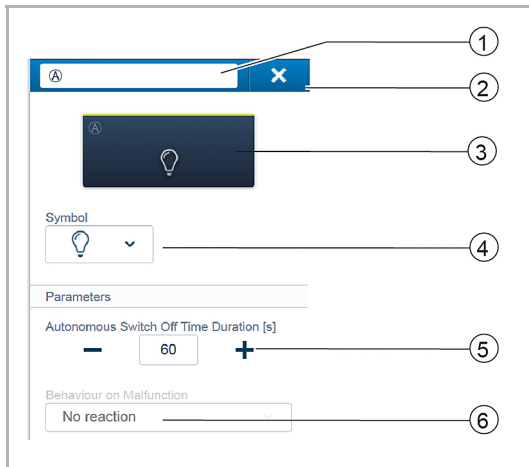 ①
Ⓐ
②
Ⓐ
③
Symbol
④
Parameters
Autonomous Switch Off Time Duration [s]
60
⑤
Behaviour on Malfunction
No reaction
⑥